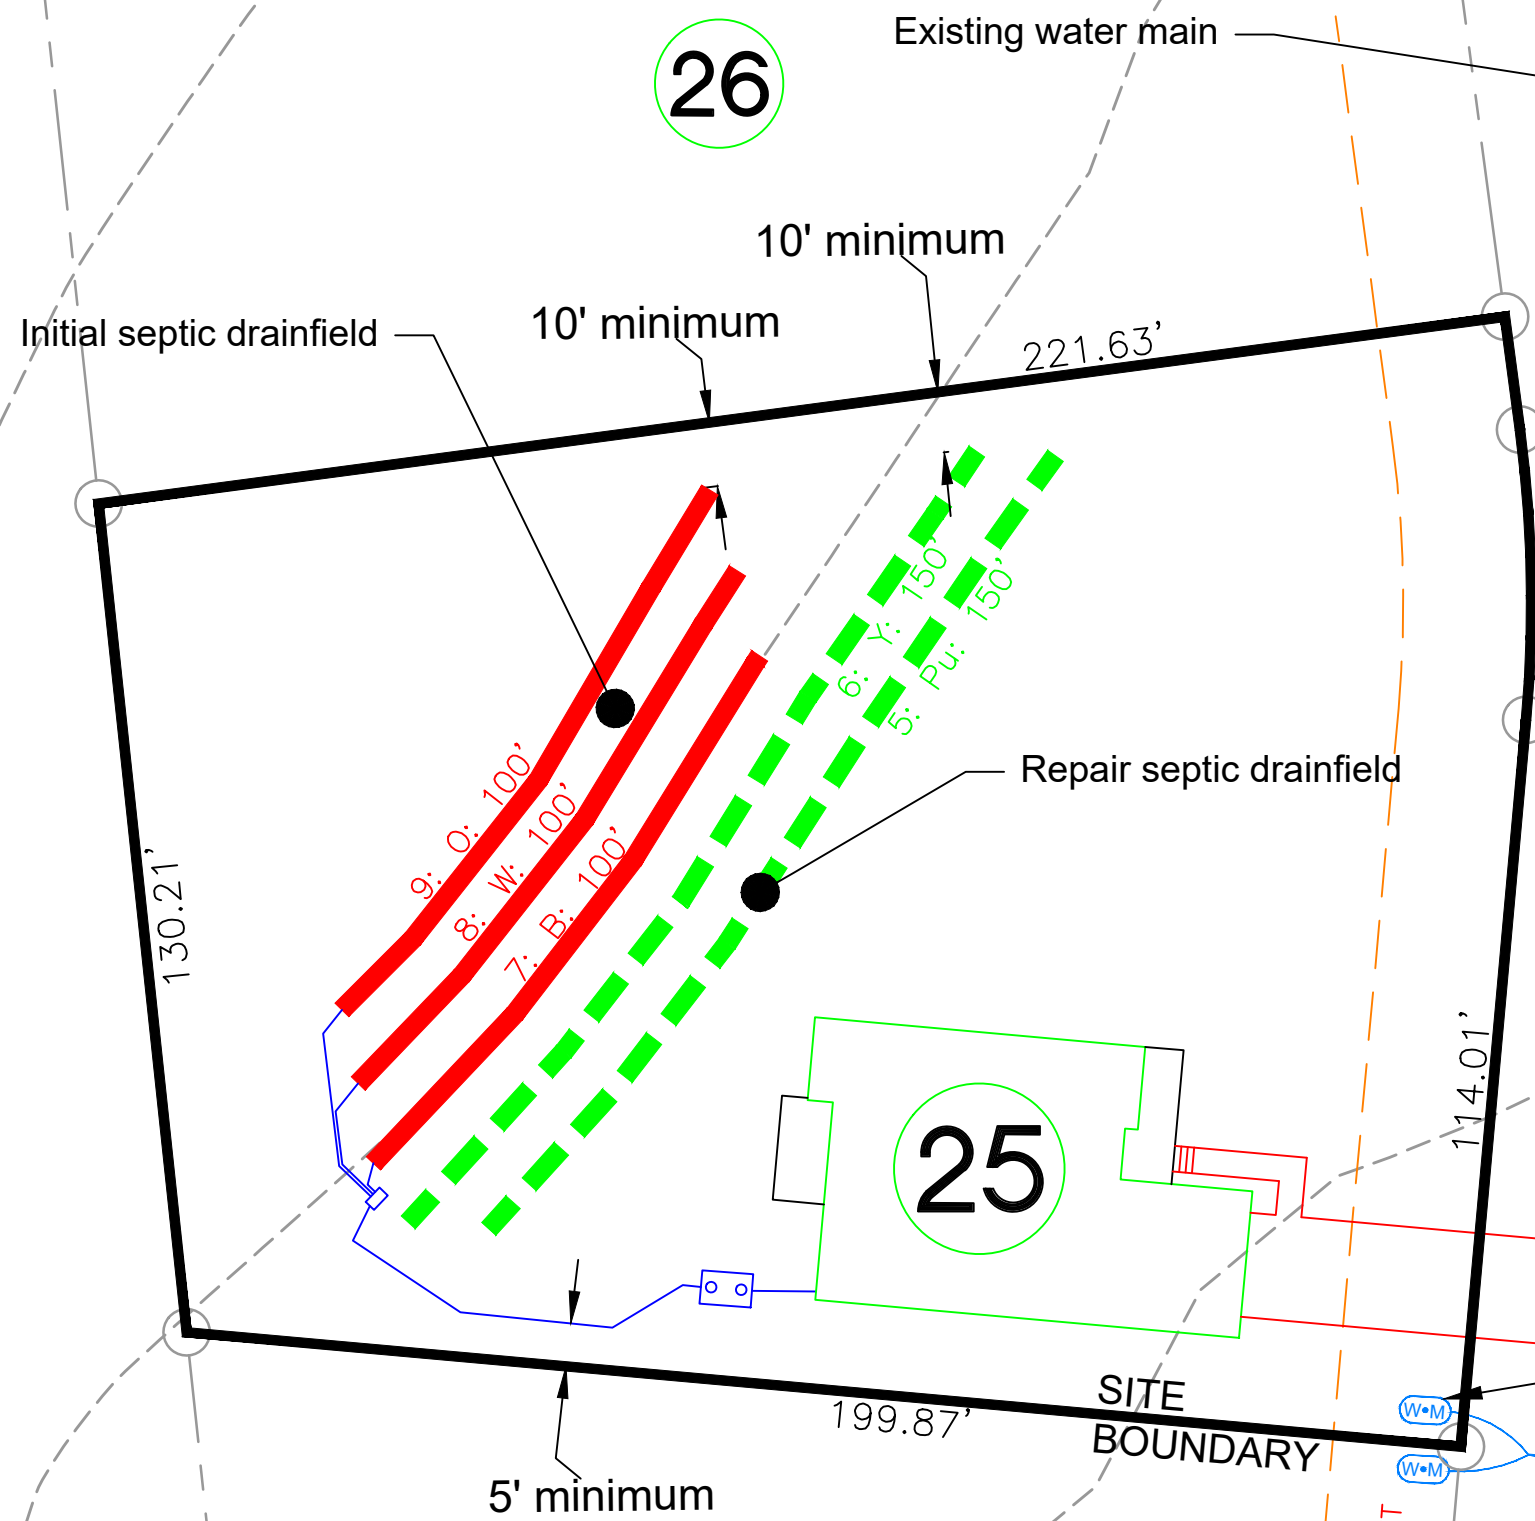 Existing water main
26
10' minimum
10' minimum
Initial septic drainfield
221.63'
6: Y: 150'
5: Pu: 150'
9: O: 100'
8: W: 100'
7: B: 100'
Repair septic drainfield
130.21'
114.01'
25
SITE
BOUNDARY
199.87'
W•M
W•M
5' minimum
T